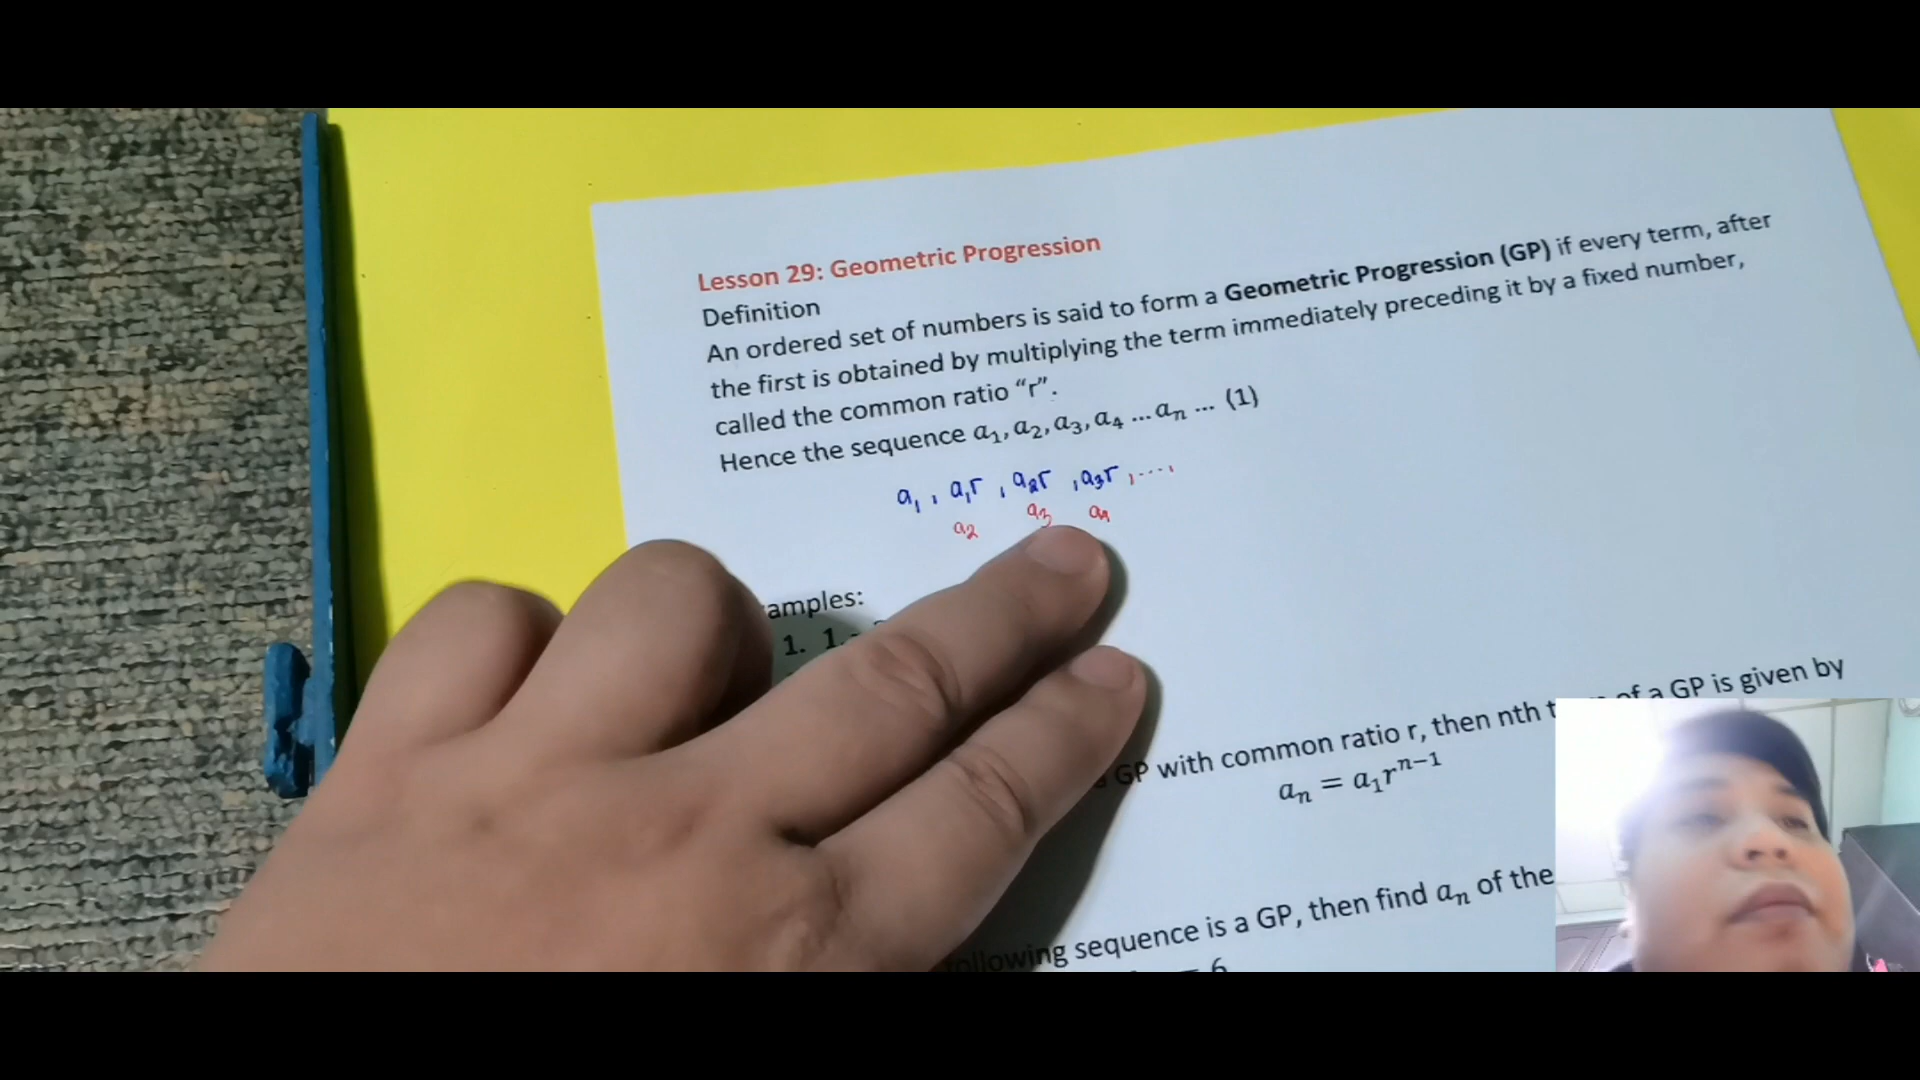 Lesson 29: Geometric Progression
Definition
An ordered set of numbers is said to form a Geometric Progression (GP) if every term, after
the first is obtained by multiplying the term immediately preceding it by a fixed number,
called the common ratio “r”.
Hence the sequence a₁, a₂, a₃, a₄ ... aₙ ... (1)
a₁, a₁r, a₂r, a₃r, ....,
a₂ a₃ a₄
amples:
1. 1,
GP with common ratio r, then nth of a GP is given by
aₙ = a₁rⁿ⁻¹
ollowing sequence is a GP, then find aₙ of the
6